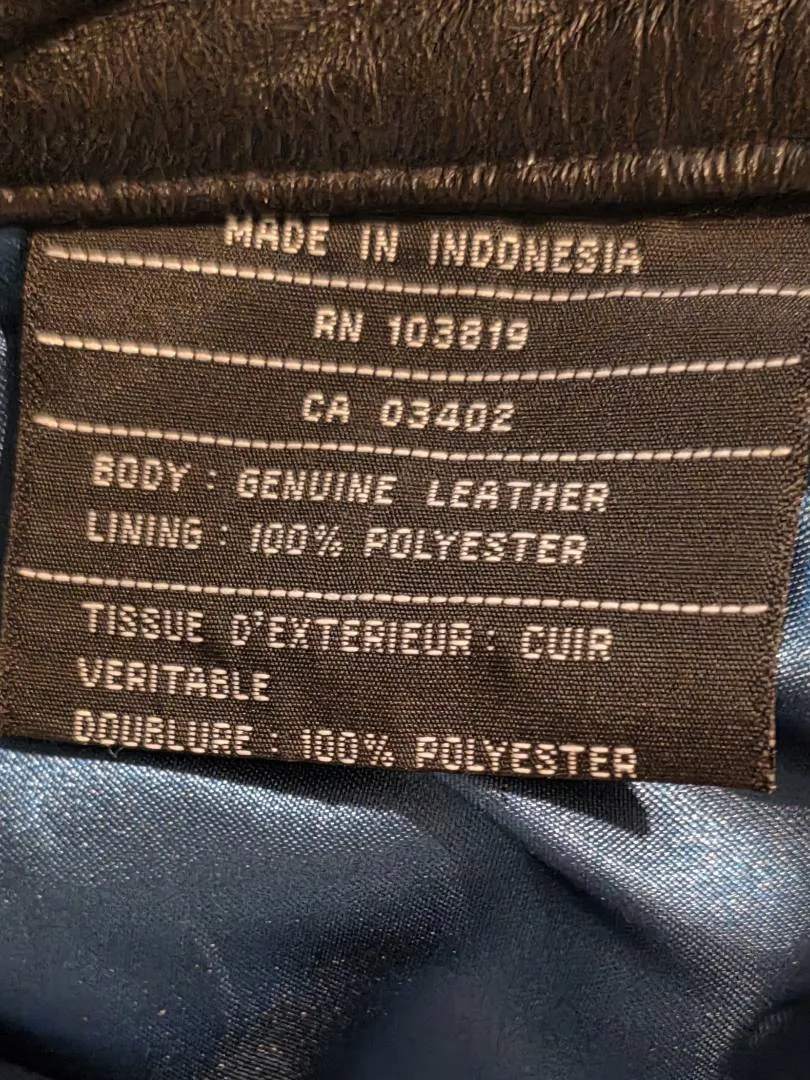 MADE IN INDONESIA
RN 103819
CA 03402
BODY : GENUINE LEATHER
LINING : 100% POLYESTER
TISSUE D'EXTERIEUR : CUIR
VERITABLE
DOUBLURE : 100% POLYESTER